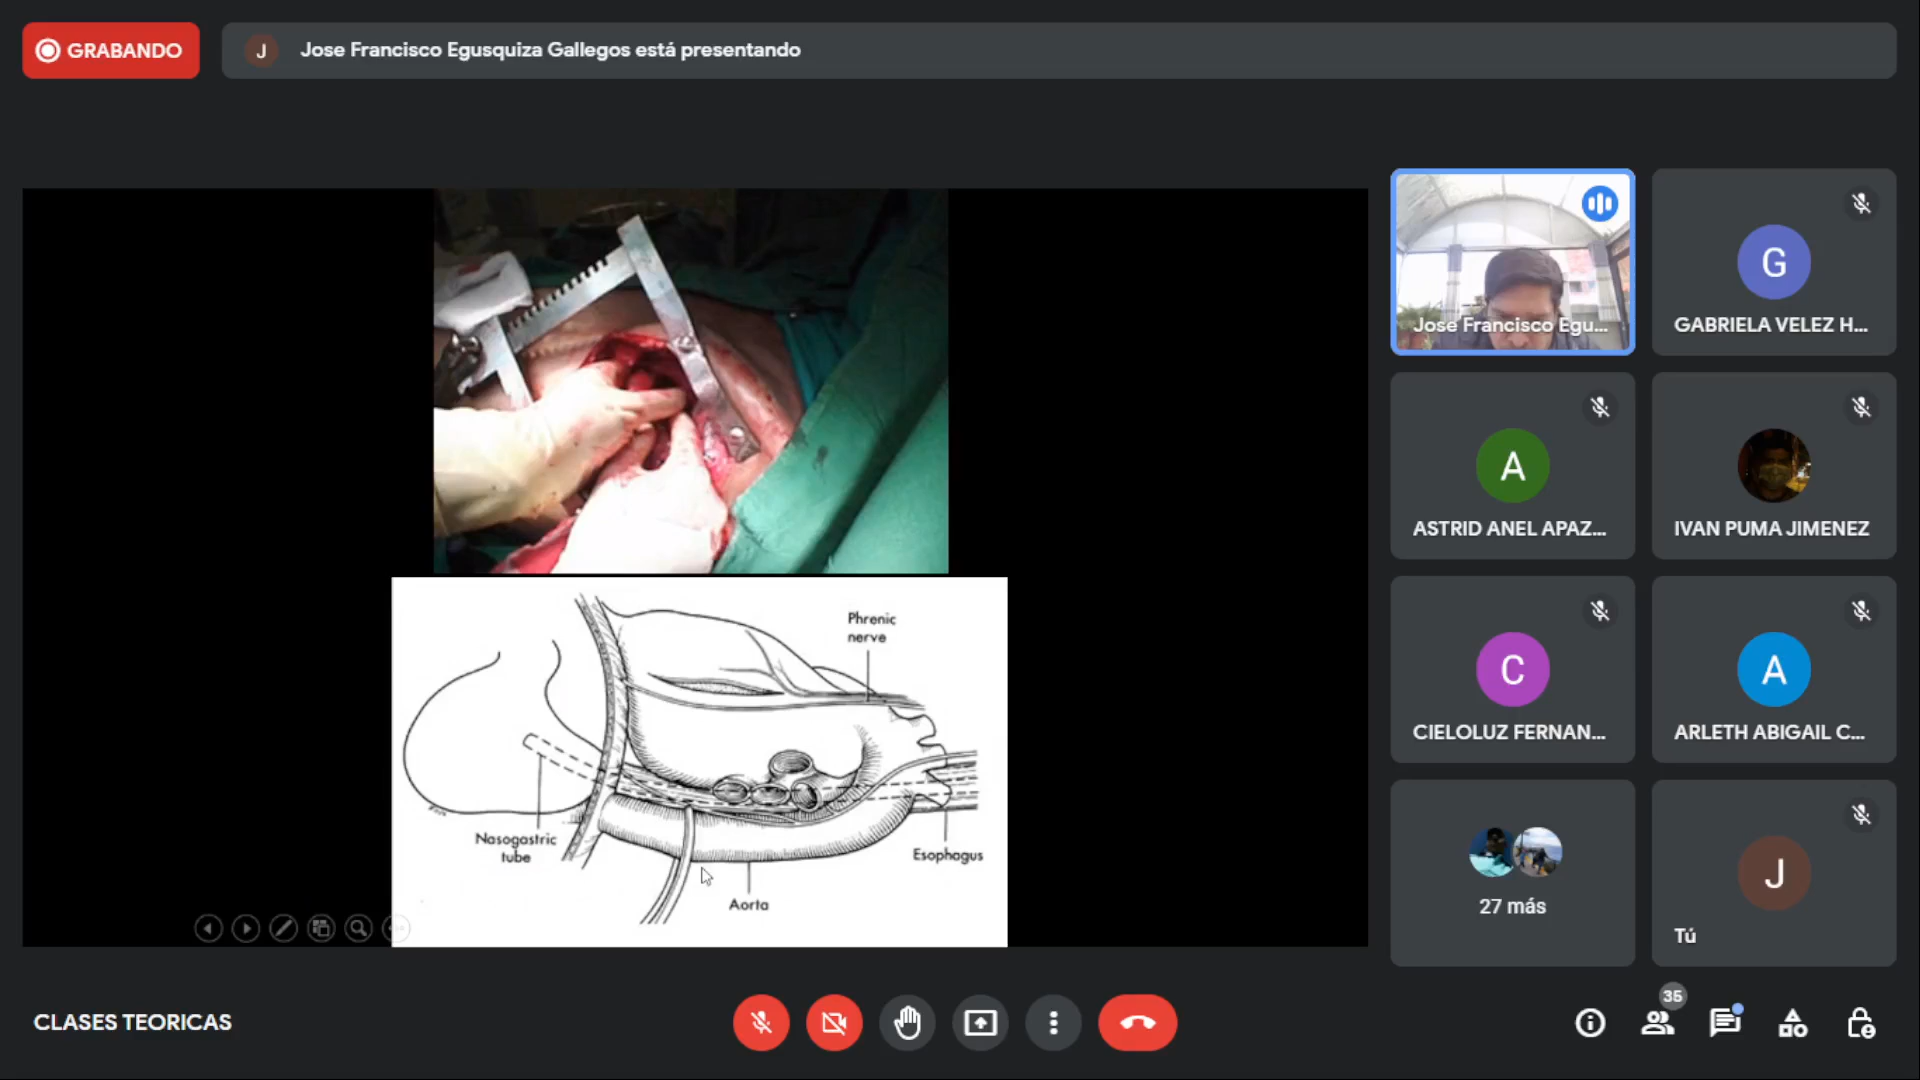 GRABANDO
J
Jose Francisco Egusquiza Gallegos está presentando
Jose Francisco Egu...
G
GABRIELA VELEZ H...
A
ASTRID ANEL APAZ...
IVAN PUMA JIMENEZ
C
CIELOLUZ FERNAN...
A
ARLETH ABIGAIL C...
27 más
J
Tú
Phrenic
nerve
Nasogastric
tube
Esophagus
Aorta
CLASES TEORICAS
35